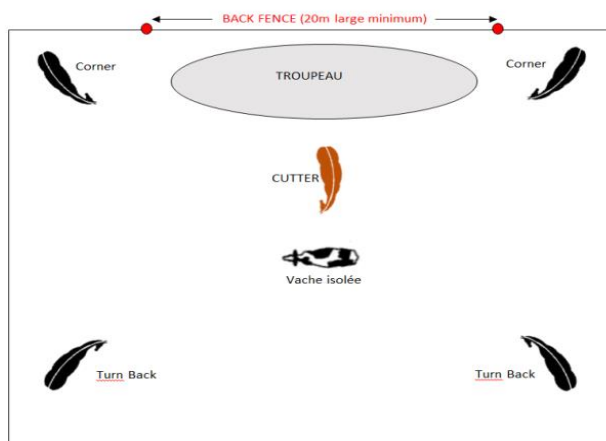 BACK FENCE (20m large minimum)
Corner
Corner
TROUPEAU
CUTTER
Vache isolée
Turn Back
Turn Back